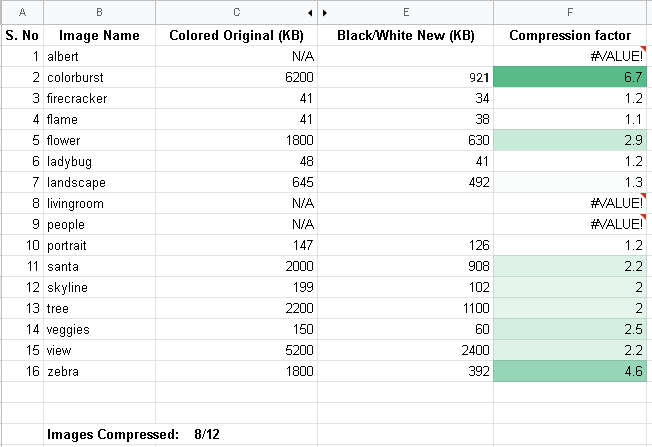 A B C E F
S. No Image Name Colored Original (KB) Black/White New (KB) Compression factor
1 albert N/A #VALUE!
2 colorburst 6200 921 6.7
3 firecracker 41 34 1.2
4 flame 41 38 1.1
5 flower 1800 630 2.9
6 ladybug 48 41 1.2
7 landscape 645 492 1.3
8 livingroom N/A #VALUE!
9 people N/A #VALUE!
10 portrait 147 126 1.2
11 santa 2000 908 2.2
12 skyline 199 102 2
13 tree 2200 1100 2
14 veggies 150 60 2.5
15 view 5200 2400 2.2
16 zebra 1800 392 4.6
Images Compressed: 8/12